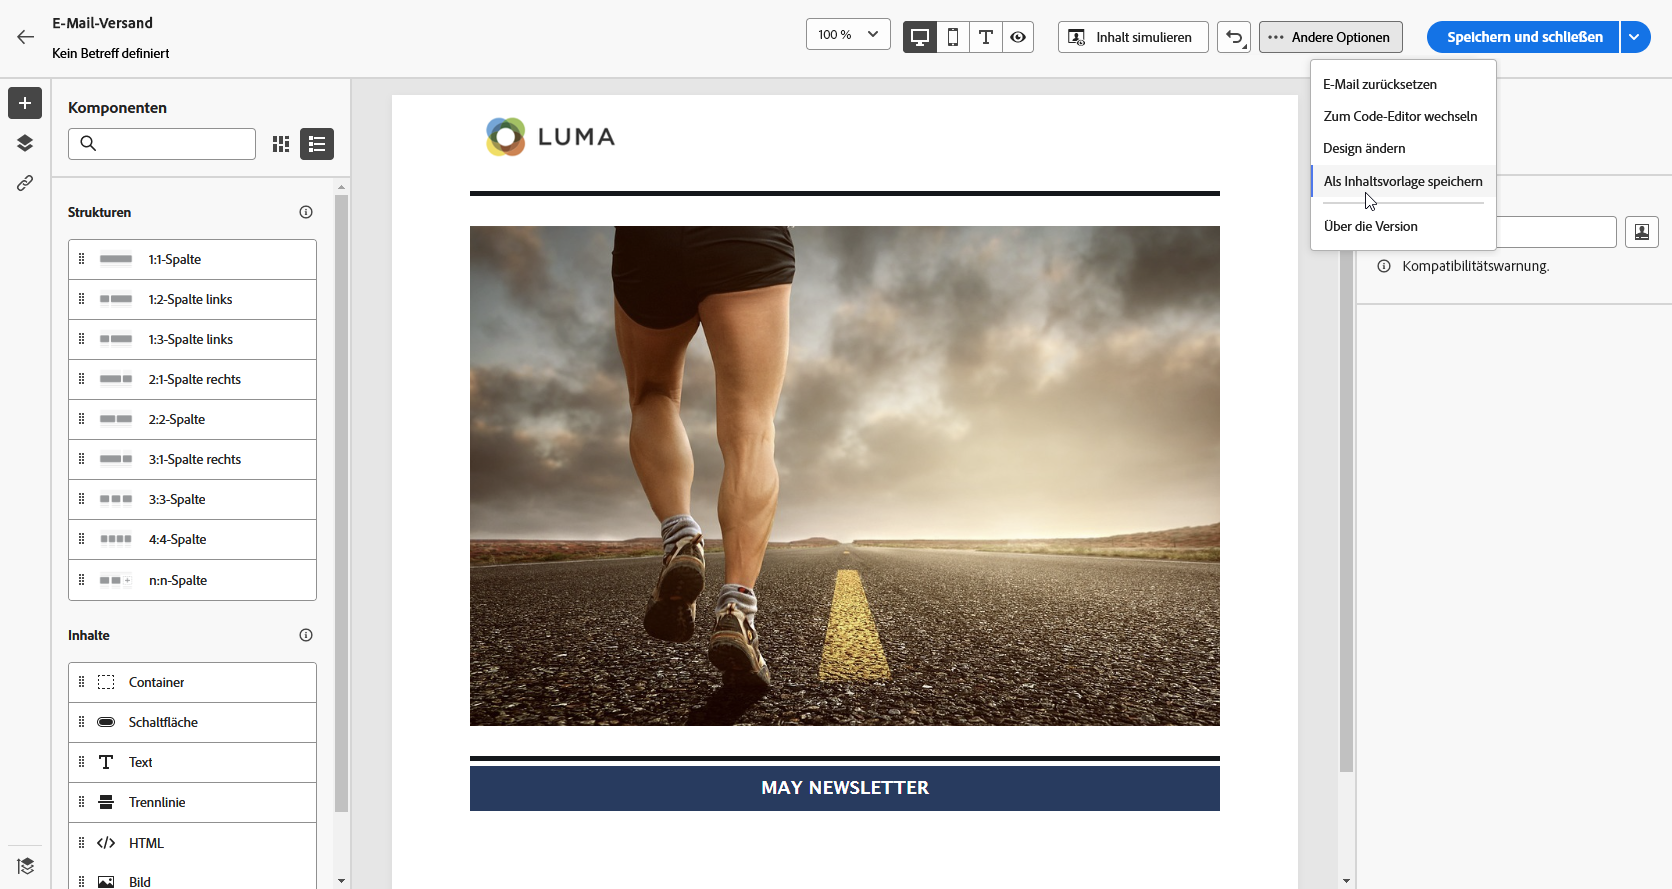 E-Mail-Versand
Kein Betreff definiert
100 %
Inhalt simulieren
Andere Optionen
Speichern und schließen
E-Mail zurücksetzen
Zum Code-Editor wechseln
Design ändern
Als Inhaltsvorlage speichern
Über die Version
Kompatibilitätswarnung.
Komponenten
Strukturen
1:1-Spalte
1:2-Spalte links
1:3-Spalte links
2:1-Spalte rechts
2:2-Spalte
3:1-Spalte rechts
3:3-Spalte
4:4-Spalte
n:n-Spalte
Inhalte
Container
Schaltfläche
Text
Trennlinie
HTML
Bild
LUMA
MAY NEWSLETTER